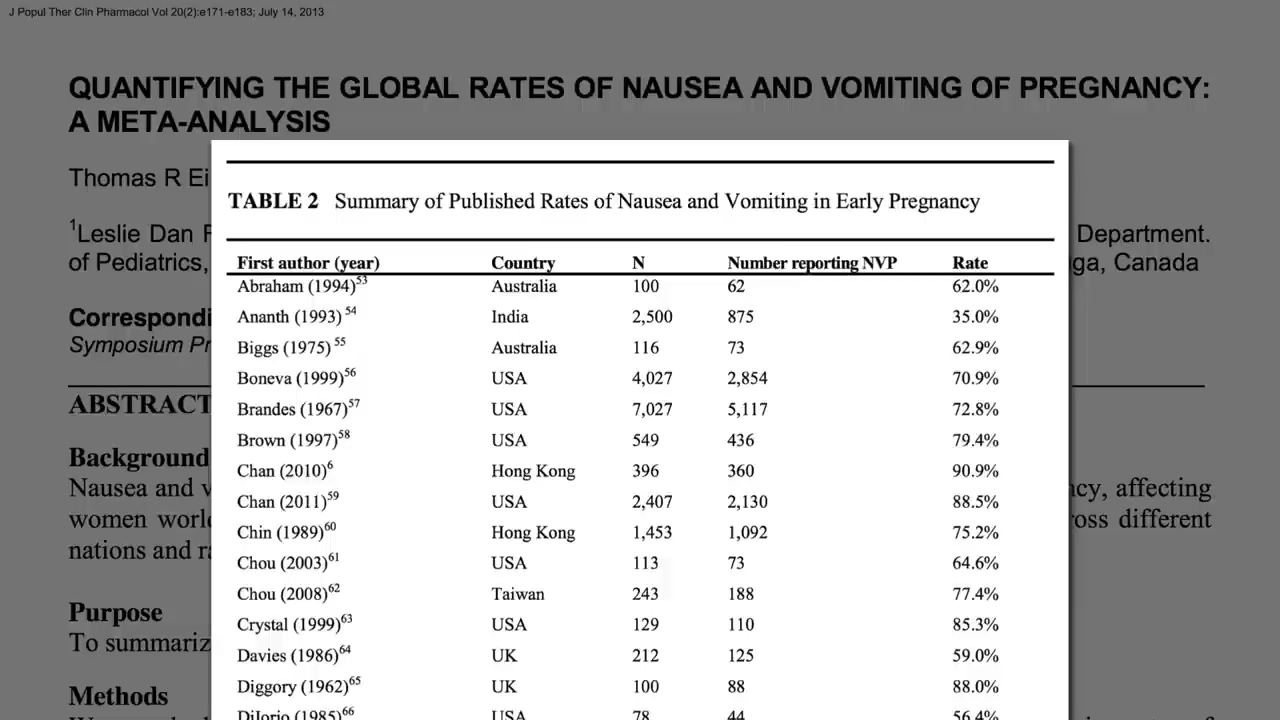 J Popul Ther Clin Pharmacol Vol 20(2):e171-e183; July 14, 2013
QUANTIFYING THE GLOBAL RATES OF NAUSEA AND VOMITING OF PREGNANCY:
A META-ANALYSIS
Thomas R Ei
¹Leslie Dan F Department.
of Pediatrics, ga, Canada
Correspondi
Symposium Pr
ABSTRACT
Background
Nausea and v ncy, affecting
women worl ross different
nations and ra
Purpose
To summariz
Methods
TABLE 2 Summary of Published Rates of Nausea and Vomiting in Early Pregnancy
First author (year) Country N Number reporting NVP Rate
Abraham (1994)⁵³ Australia 100 62 62.0%
Ananth (1993) ⁵⁴ India 2,500 875 35.0%
Biggs (1975) ⁵⁵ Australia 116 73 62.9%
Boneva (1999)⁵⁶ USA 4,027 2,854 70.9%
Brandes (1967)⁵⁷ USA 7,027 5,117 72.8%
Brown (1997)⁵⁸ USA 549 436 79.4%
Chan (2010)⁶ Hong Kong 396 360 90.9%
Chan (2011)⁵⁹ USA 2,407 2,130 88.5%
Chin (1989)⁶⁰ Hong Kong 1,453 1,092 75.2%
Chou (2003)⁶¹ USA 113 73 64.6%
Chou (2008)⁶² Taiwan 243 188 77.4%
Crystal (1999)⁶³ USA 129 110 85.3%
Davies (1986)⁶⁴ UK 212 125 59.0%
Diggory (1962)⁶⁵ UK 100 88 88.0%
DiIorio (1985)⁶⁶ USA 78 44 56.4%